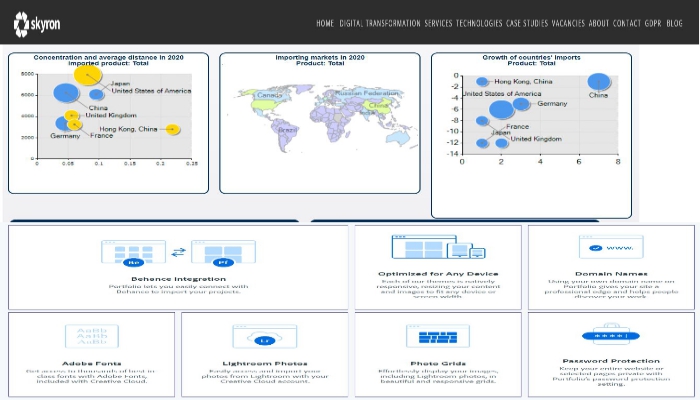 skyron
HOME DIGITAL TRANSFORMATION SERVICES TECHNOLOGIES CASE STUDIES VACANCIES ABOUT CONTACT GDPR BLOG
Concentration and average distance in 2020
Imported product: Total
8000
6000
4000
2000
0
0
0.05
0.1
0.15
0.2
0.25
Japan
United States of America
China
United Kingdom
Hong Kong, China
Germany
France
Importing markets in 2020
Product: Total
Canada
Russian Federation
China
India
Brazil
Growth of countries' imports
Product: Total
0
-2
-4
-6
-8
-10
-12
-14
0
2
4
6
8
Hong Kong, China
China
United States of America
Germany
France
Japan
United Kingdom
Be
Pf
Behance Integration
Portfolio lets you easily connect with
Behance to import your projects.
Optimized for Any Device
Each of our themes is natively
responsive, resizing your content
and images to fit any device or
screen width.
www.
Domain Names
Using your own domain name on
Portfolio gives your site a
professional edge and helps people
discover your work.
AaBb
AaBb
AaBb
Adobe Fonts
Get access to thousands of best in
class fonts with Adobe Fonts,
included with Creative Cloud.
Lr
Lightroom Photos
Easily access and import your
photos from Lightroom with your
Creative Cloud account.
Photo Grids
Effortlessly display your images,
including Lightroom photos, in
beautiful and responsive grids.
Password Protection
Keep your entire website or
selected pages private with
Portfolio's password protection
setting.